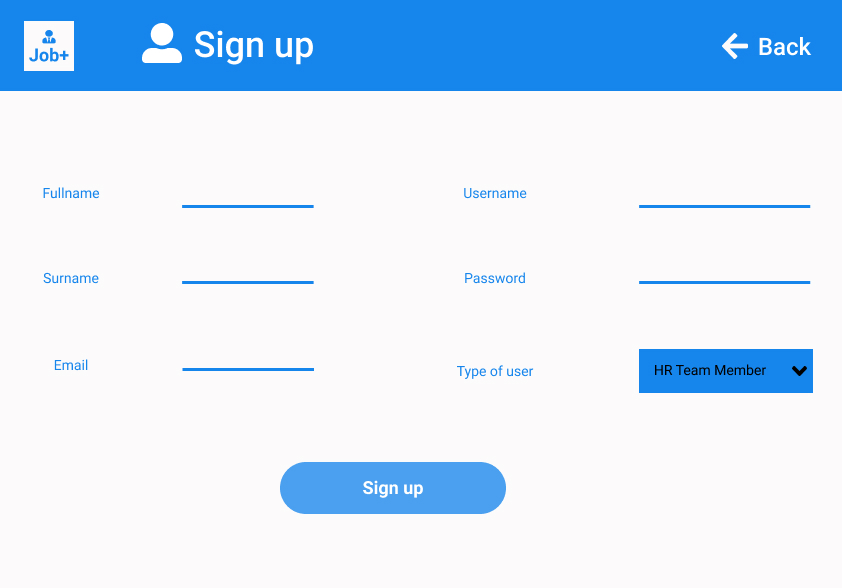 Job+
Sign up
Back
Fullname
Username
Surname
Password
Email
Type of user
HR Team Member
Sign up